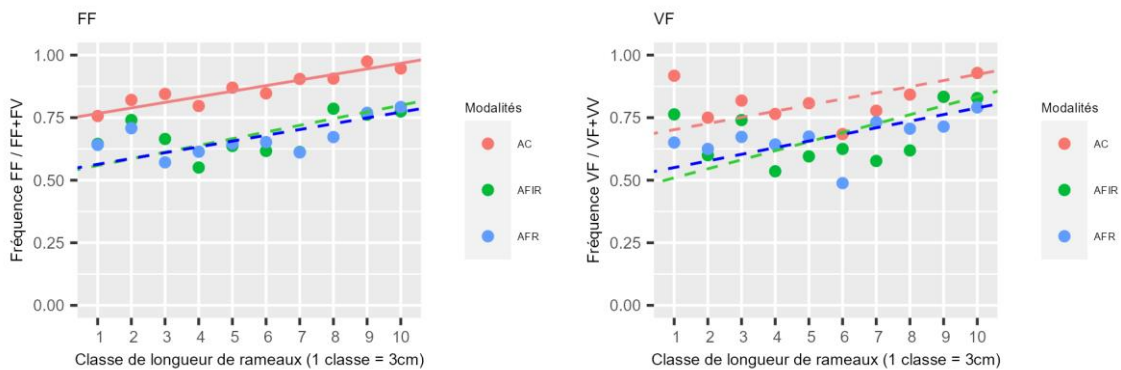 FF
Fréquence FF / FF+FV
1.00
0.75
0.50
0.25
0.00
1 2 3 4 5 6 7 8 9 10
Classe de longueur de rameaux (1 classe = 3cm)
Modalités
AC
AFIR
AFR
VF
Fréquence VF / VF+VV
1.00
0.75
0.50
0.25
0.00
1 2 3 4 5 6 7 8 9 10
Classe de longueur de rameaux (1 classe = 3cm)
Modalités
AC
AFIR
AFR